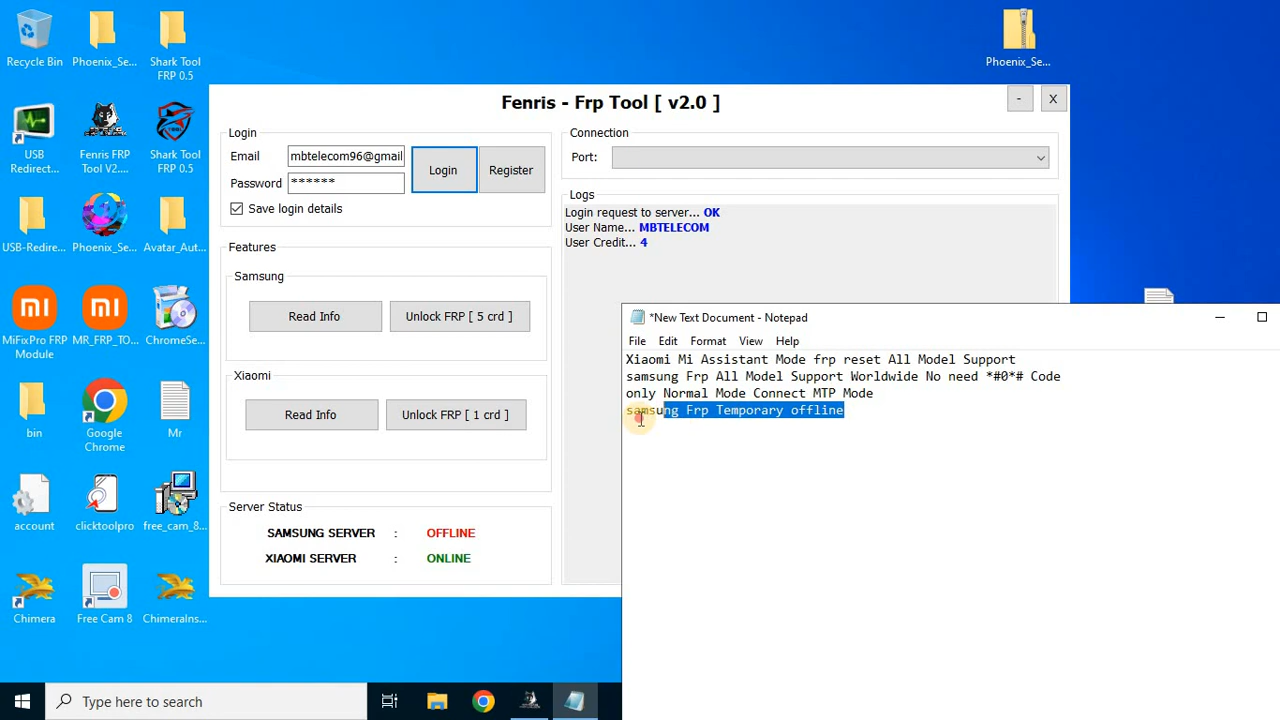 Recycle Bin
Phoenix_Se...
Shark Tool
FRP 0.5
Phoenix_Se...
USB
Redirect...
Fenris FRP
Tool V2....
Shark Tool
FRP 0.5
USB-Redire...
Phoenix_Se...
Avatar_Aut...
MiFixPro FRP
Module
MR_FRP_TO...
ChromeSe...
bin
Google
Chrome
Mr
account
clicktoolpro
free_cam_8...
Chimera
Free Cam 8
ChimeraIns...
Fenris - Frp Tool [ v2.0 ]
-
X
Login
Email
mbtelecom96@gmail
Password
******
Login
Register
Save login details
Connection
Port:
Logs
Login request to server... OK
User Name... MBTELECOM
User Credit... 4
Features
Samsung
Read Info
Unlock FRP [ 5 crd ]
Xiaomi
Read Info
Unlock FRP [ 1 crd ]
Server Status
SAMSUNG SERVER : OFFLINE
XIAOMI SERVER : ONLINE
*New Text Document - Notepad
File Edit Format View Help
Xiaomi Mi Assistant Mode frp reset All Model Support
samsung Frp All Model Support Worldwide No need *#0*# Code
only Normal Mode Connect MTP Mode
samsung Frp Temporary offline
Type here to search